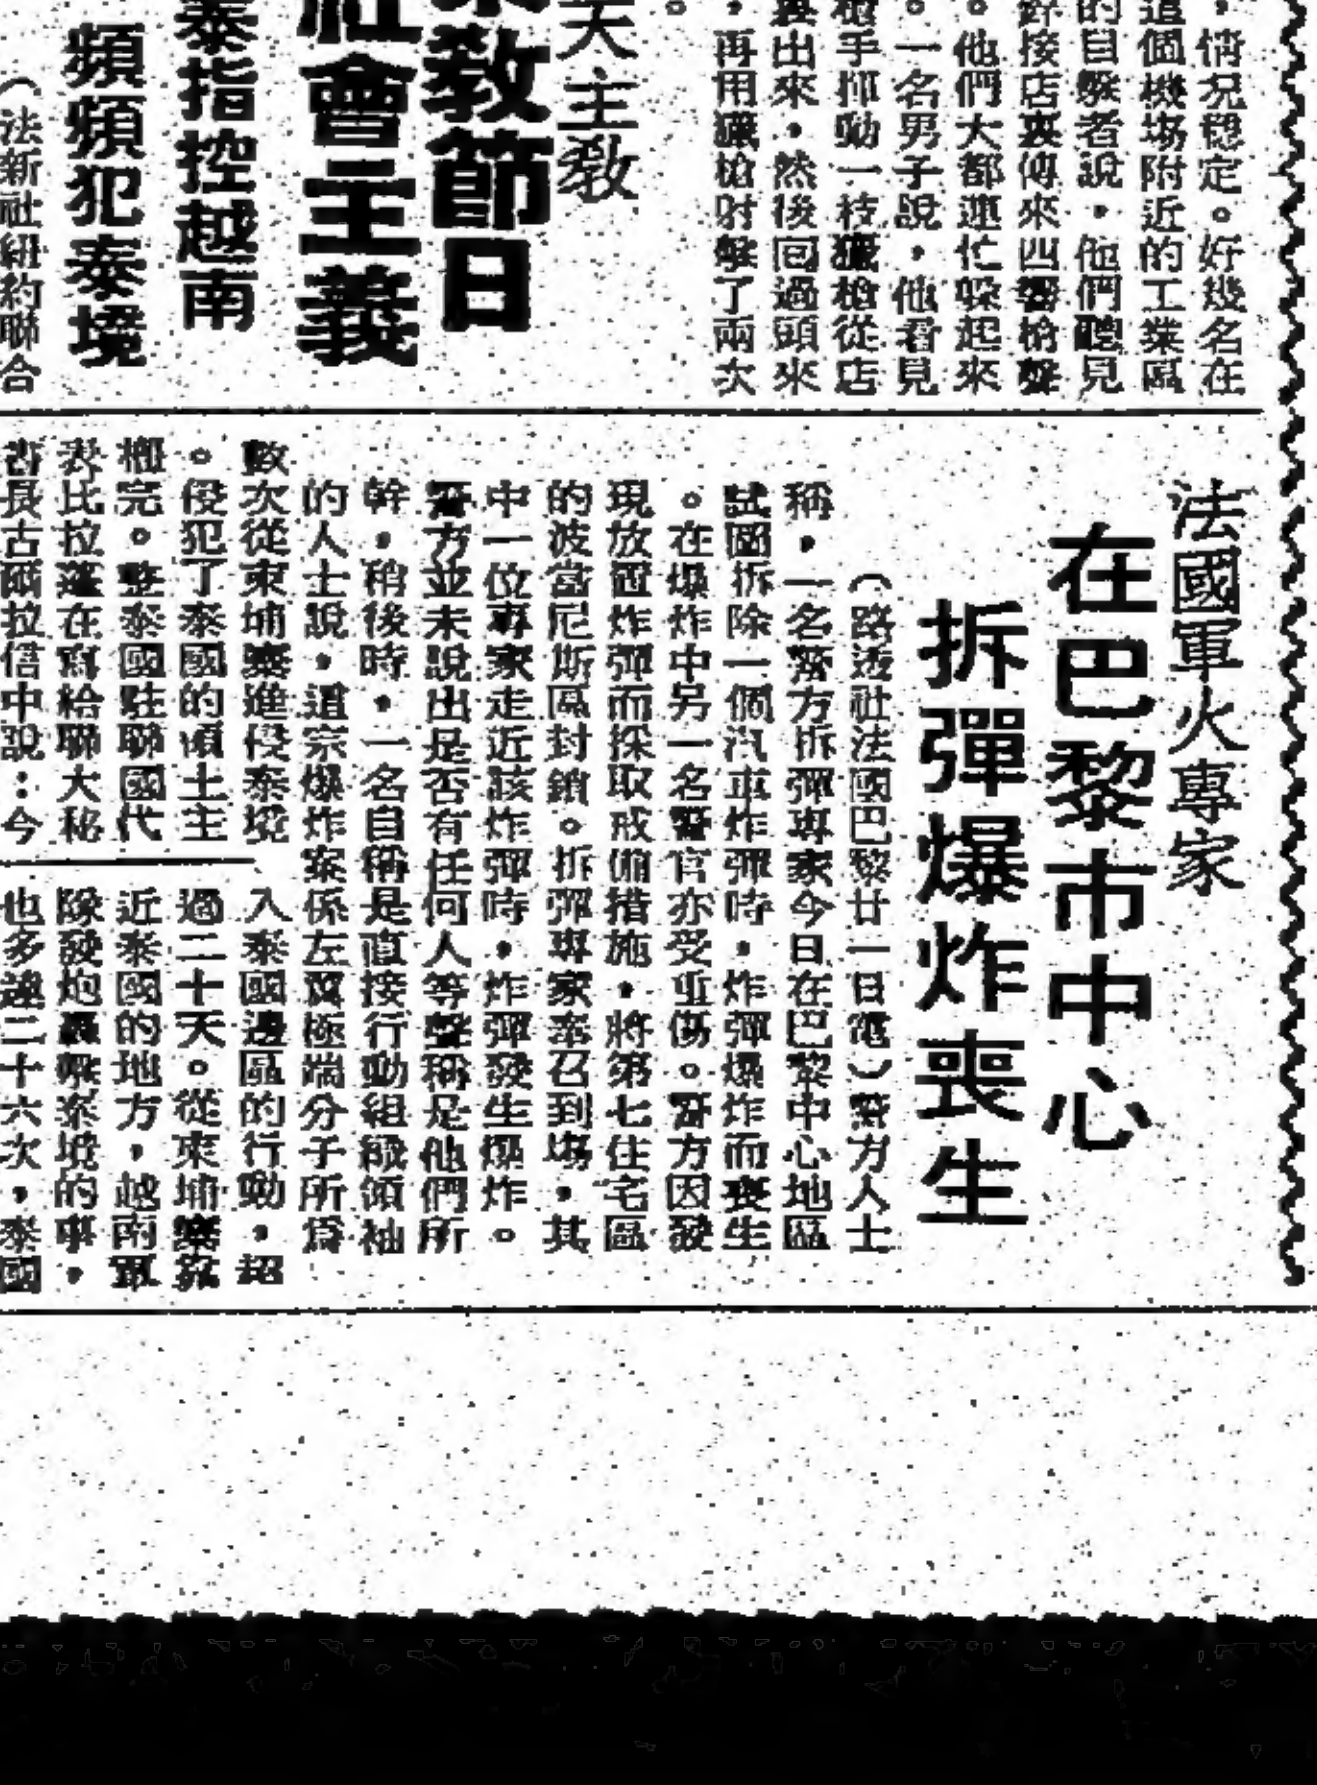 ，情況穩定。好幾名在
這個機場附近的工業區
的目擊者說，他們聽見
接店裏傳來四響槍聲
。他們大都連忙躲起來
。一名男子說，他看見
槍手揮動一枝獵槍從店
裏出來，然後回過頭來
，再用獵槍射擊了兩次
。
天主教
教節日
社會主義
泰指控越南
頻頻犯泰境
（法新社紐約聯合
法國軍火專家
在巴黎市中心
拆彈爆炸喪生
（路透社法國巴黎廿一日電）警方人士
稱，一名警方拆彈專家今日在巴黎中心地區
試圖拆除一個汽車炸彈時，炸彈爆炸而喪生
。在爆炸中另一名警官亦受重傷。警方因發
現放置炸彈而採取戒備措施，將第七住宅區
的波當尼斯區封鎖。拆彈專家奉召到場，其
中一位專家走近該炸彈時，炸彈發生爆炸。
警方並未說出是否有任何人等聲稱是他們所
幹，稍後時，一名自稱是直接行動組織領袖
的人士說，這宗爆炸案係左翼極端分子所為
數次從柬埔寨進侵泰境
。侵犯了泰國的領土主
權完。整泰國駐聯國代
表比拉蓬在寫給聯大秘
書長古爾拉信中說：今
入泰國邊區的行動，超
過二十天。從柬埔寨靠
近泰國的地方，越南軍
隊發炮轟擊泰境的事，
也多達二十六次，泰國